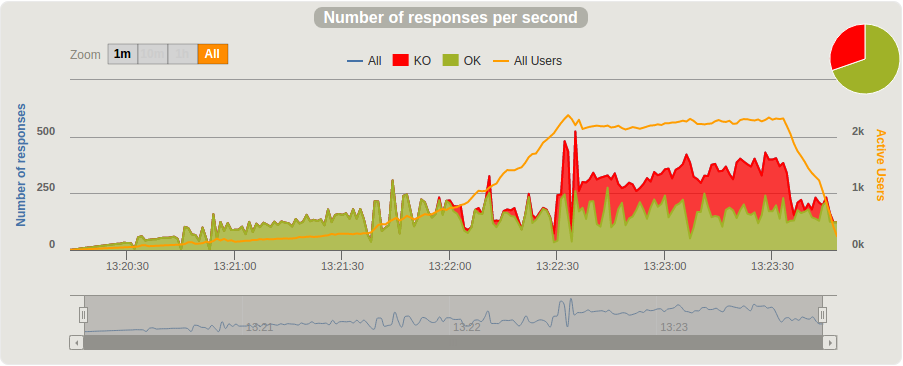 Number of responses per second
Zoom 1m 10m 1h All
All KO OK All Users
Number of responses
500
250
0
2k
1k
0k
Active Users
13:20:30 13:21:00 13:21:30 13:22:00 13:22:30 13:23:00 13:23:30
13:21 13:22 13:23